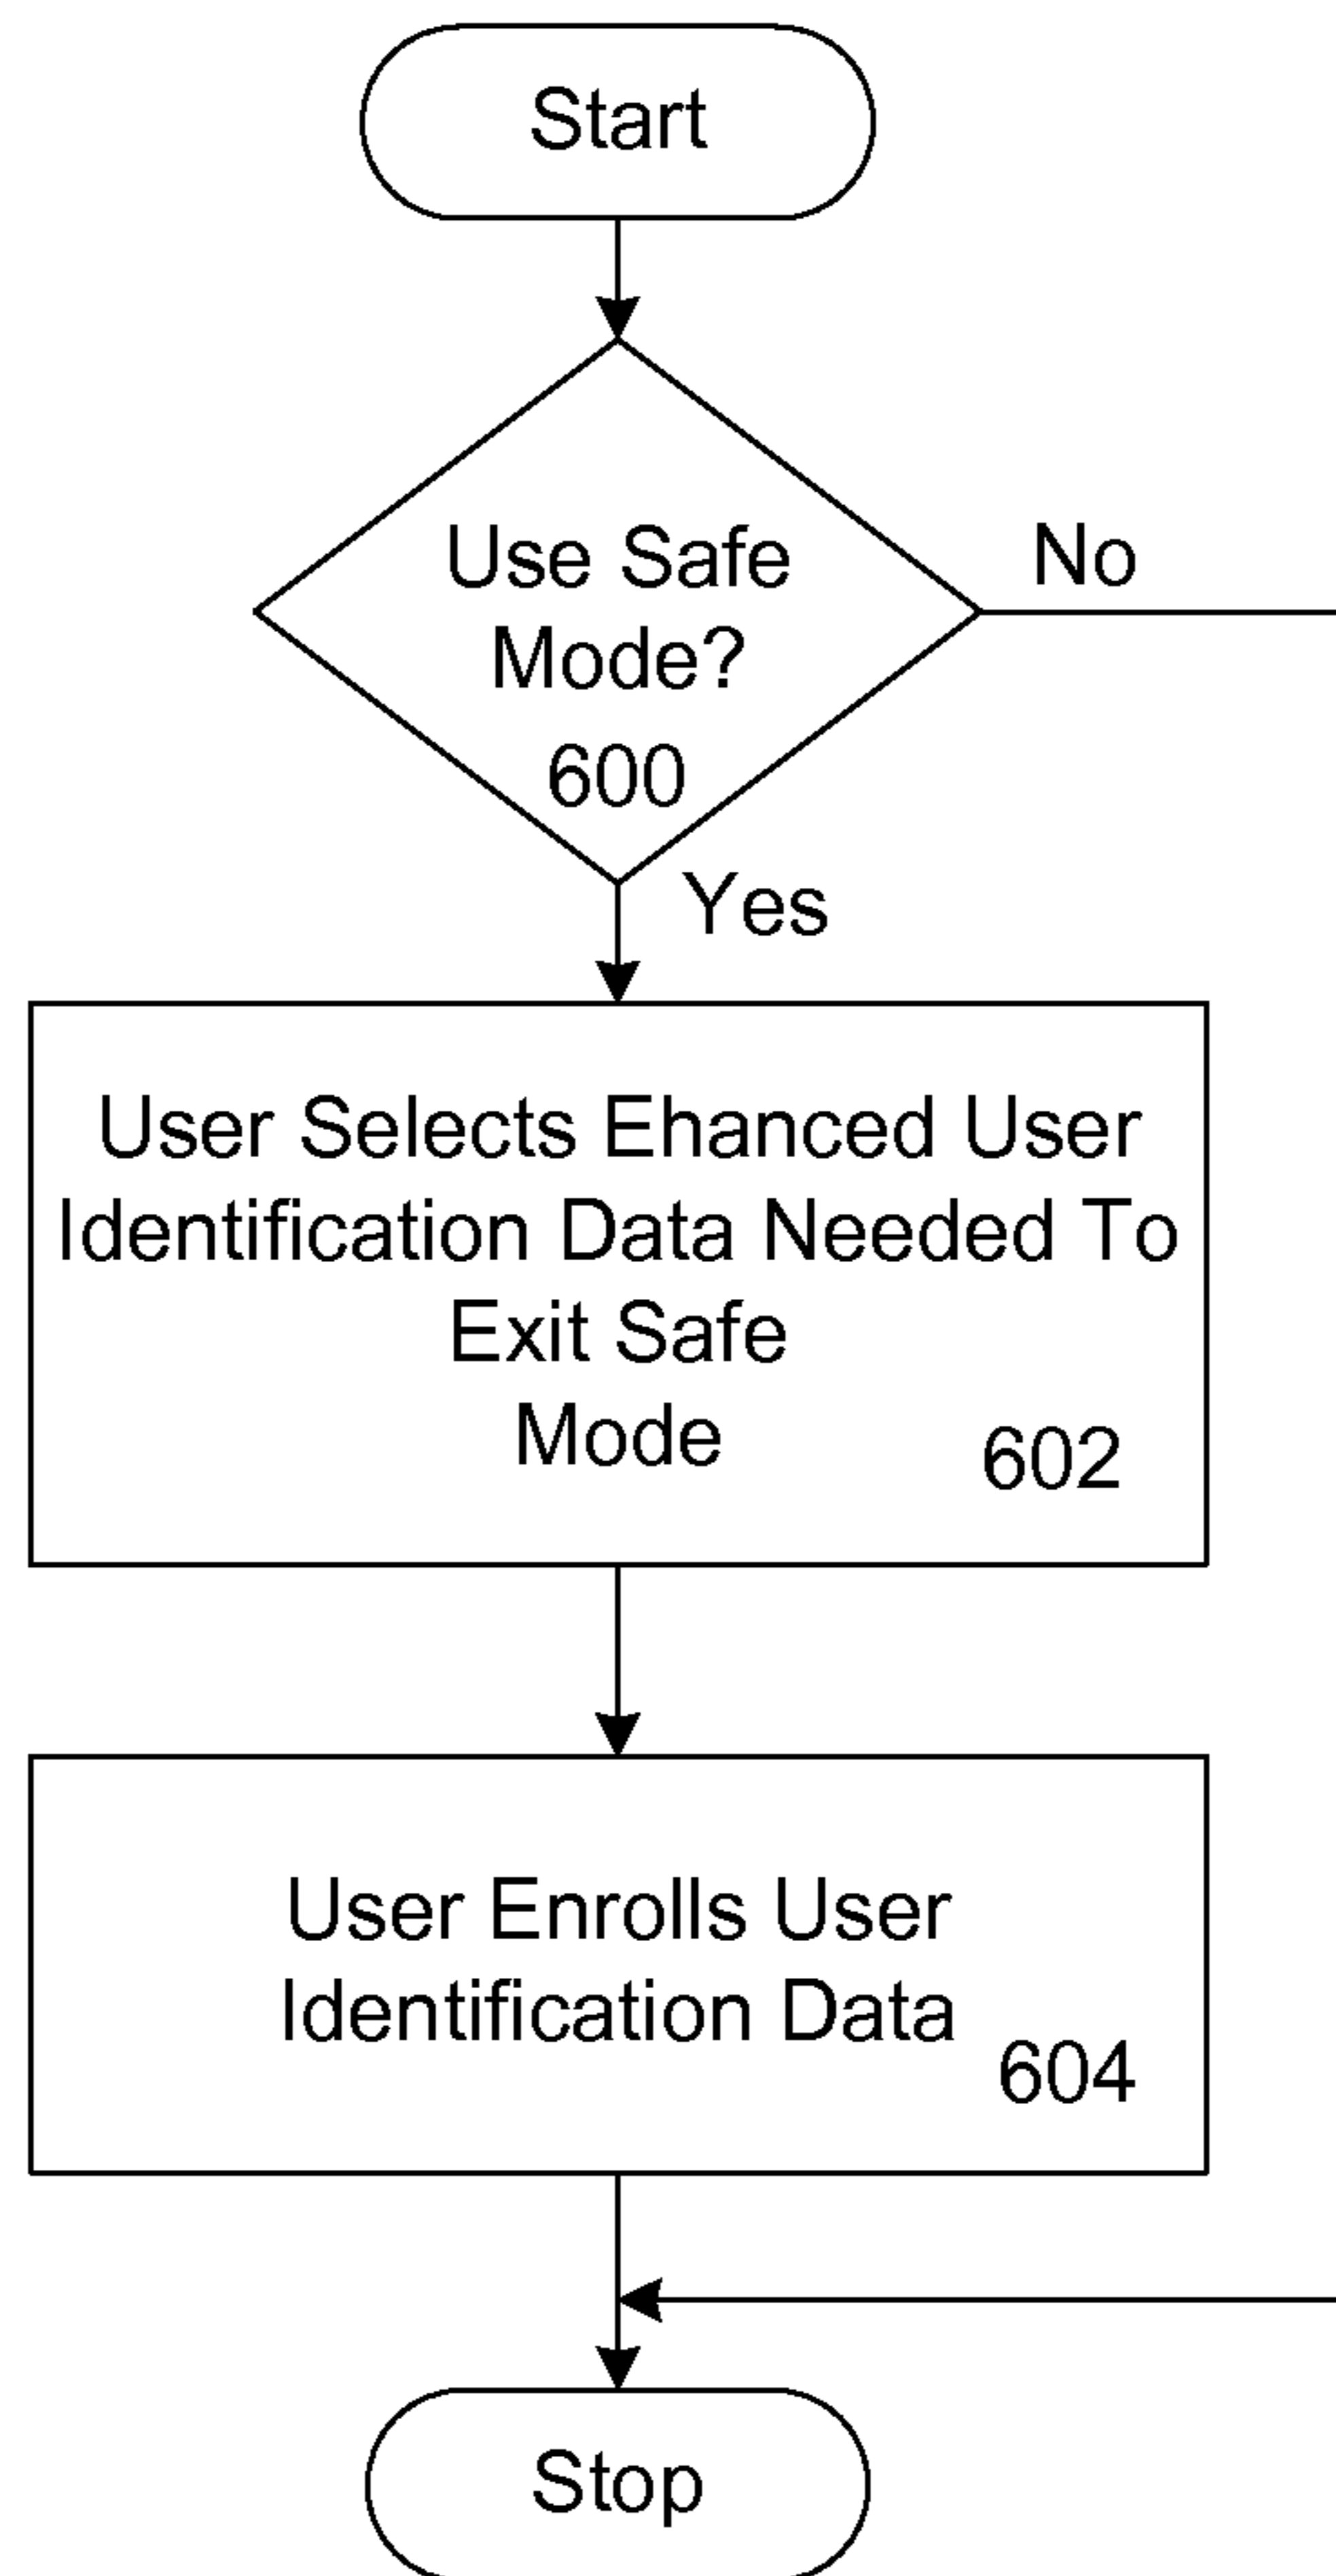 Start
Use Safe
Mode?
600
No
Yes
User Selects Ehanced User
Identification Data Needed To
Exit Safe
Mode
602
User Enrolls User
Identification Data
604
Stop